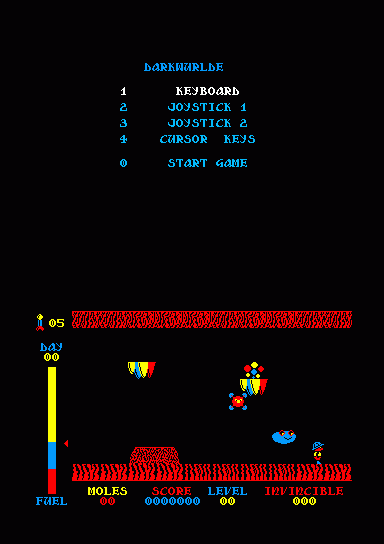 DARKWURLDE
1 KEYBOARD
2 JOYSTICK 1
3 JOYSTICK 2
4 CURSOR KEYS
0 START GAME
05
DAY
00
FUEL MOLES SCORE LEVEL INVINCIBLE
00 0000000 00 000